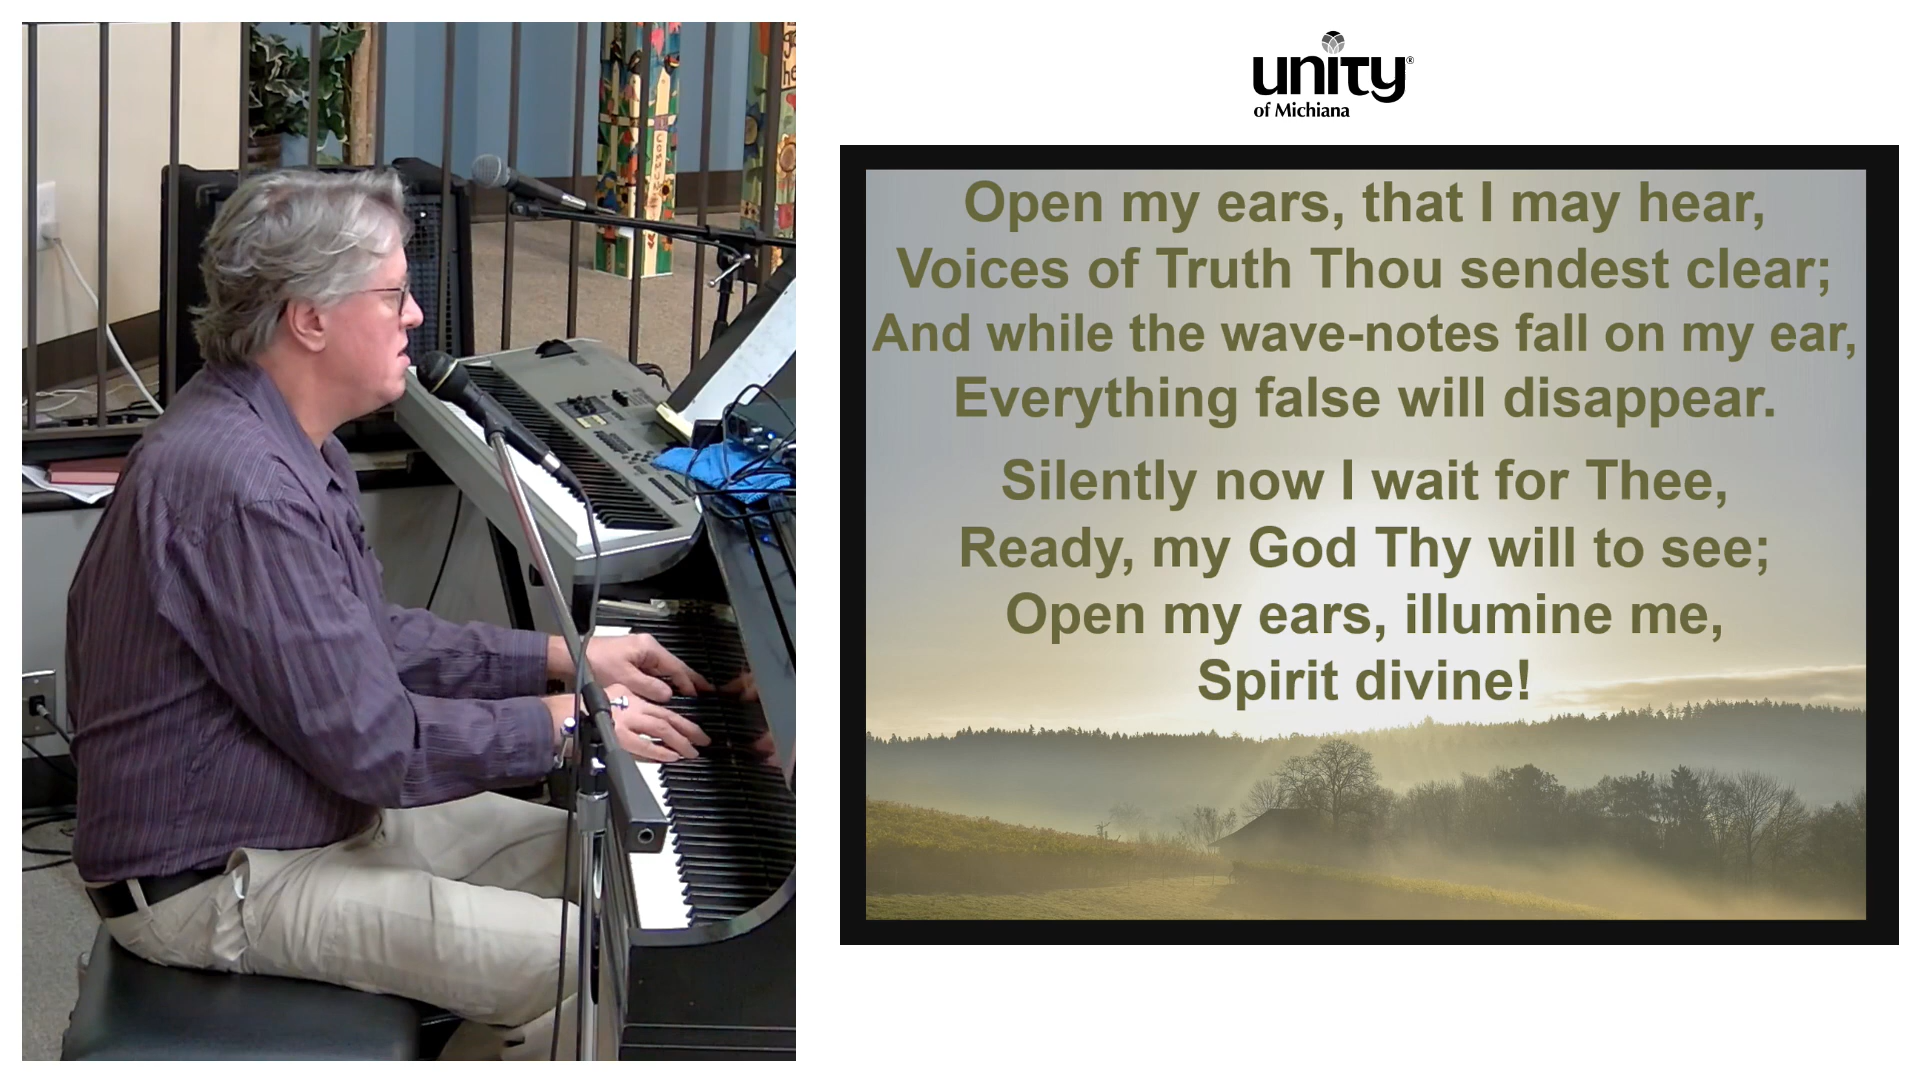 unity®
of Michiana
Open my ears, that I may hear,
Voices of Truth Thou sendest clear;
And while the wave-notes fall on my ear,
Everything false will disappear.
Silently now I wait for Thee,
Ready, my God Thy will to see;
Open my ears, illumine me,
Spirit divine!